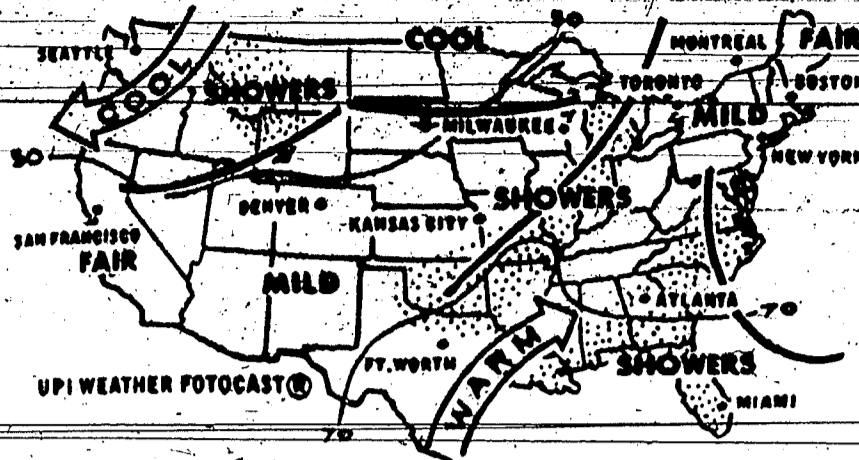 50
COOL
MONTREAL
FAIR
SEATTLE
COOL
SHOWERS
TORONTO
BOSTON
MILD
MILWAUKEE
NEW YORK
50
SHOWERS
DENVER
KANSAS CITY
SAN FRANCISCO
FAIR
MILD
ATLANTA
70
FT. WORTH
WARM
SHOWERS
UPI WEATHER FOTOCAST®
MIAMI
70